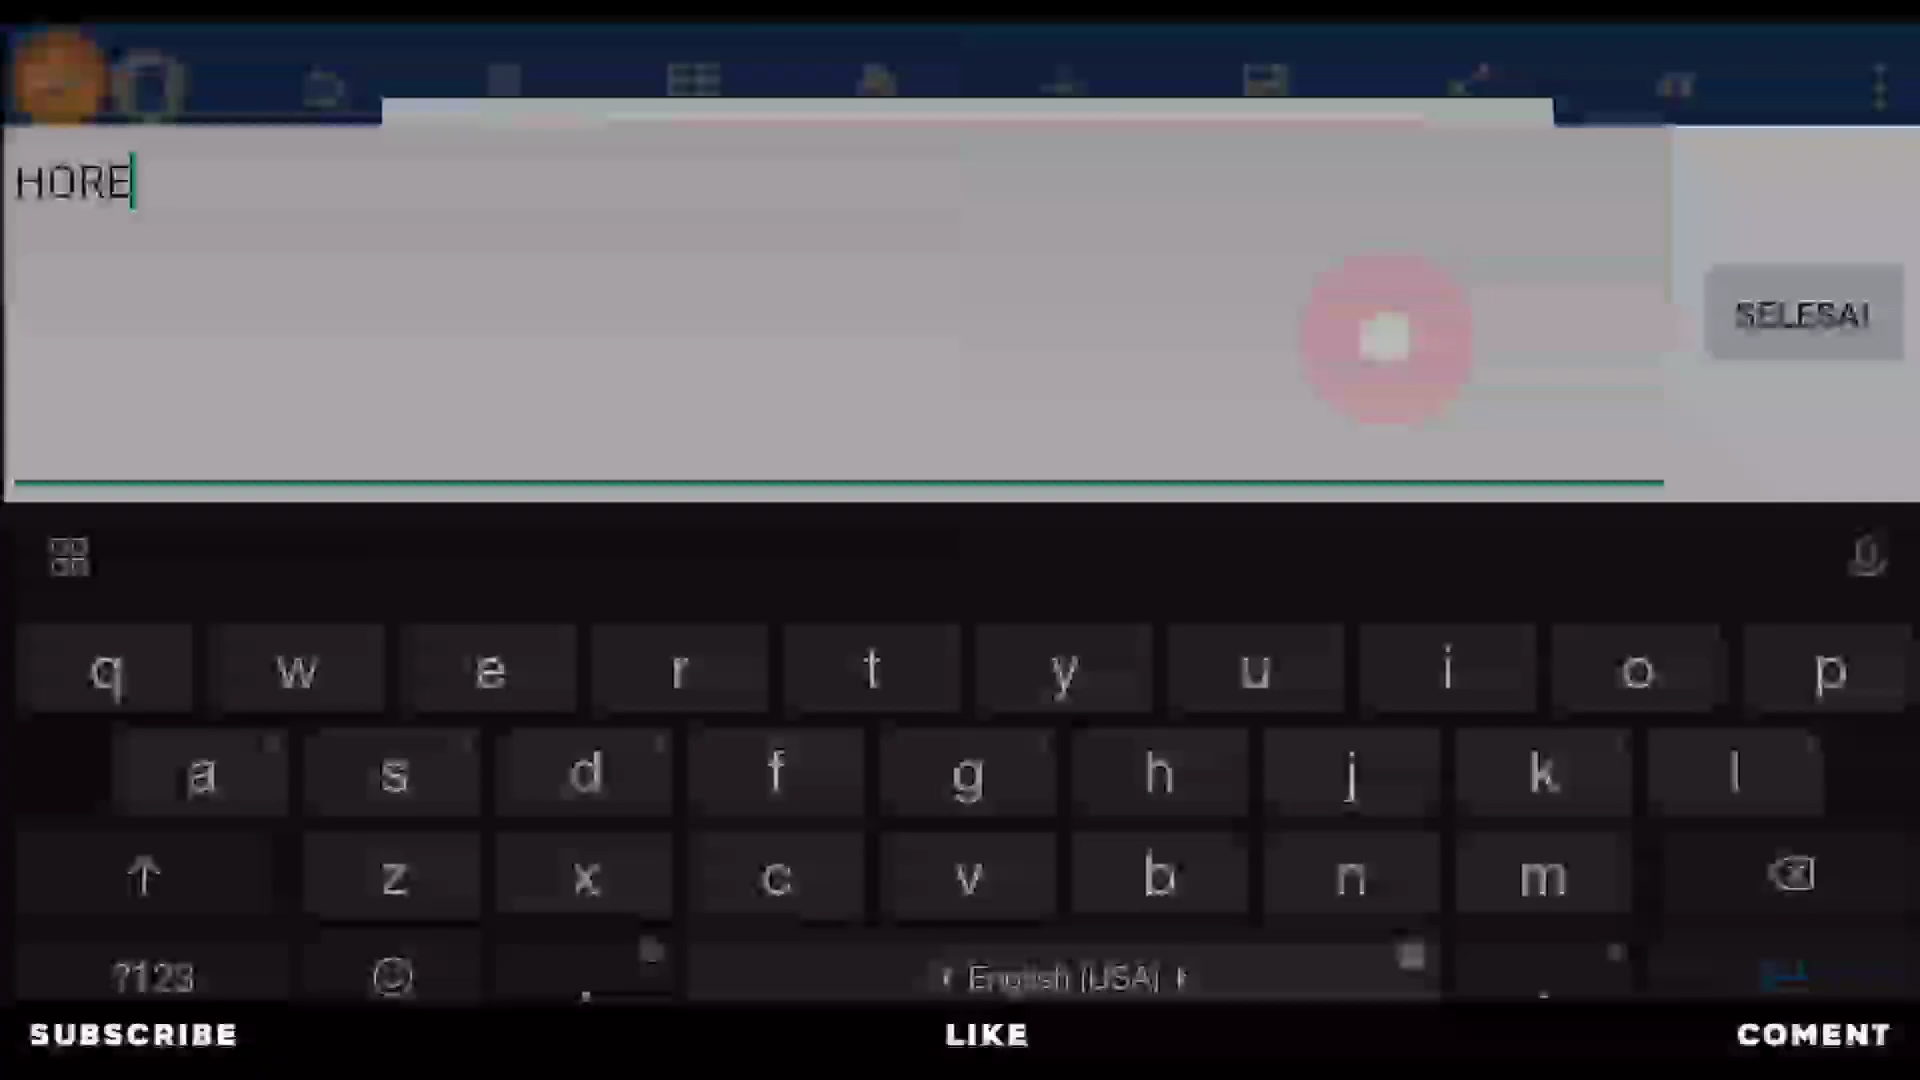 HORE
SELESAI
q w e r t y u i o p
a s d f g h j k l
z x c v b n m
?123 . English (USA) .
SUBSCRIBE LIKE COMENT